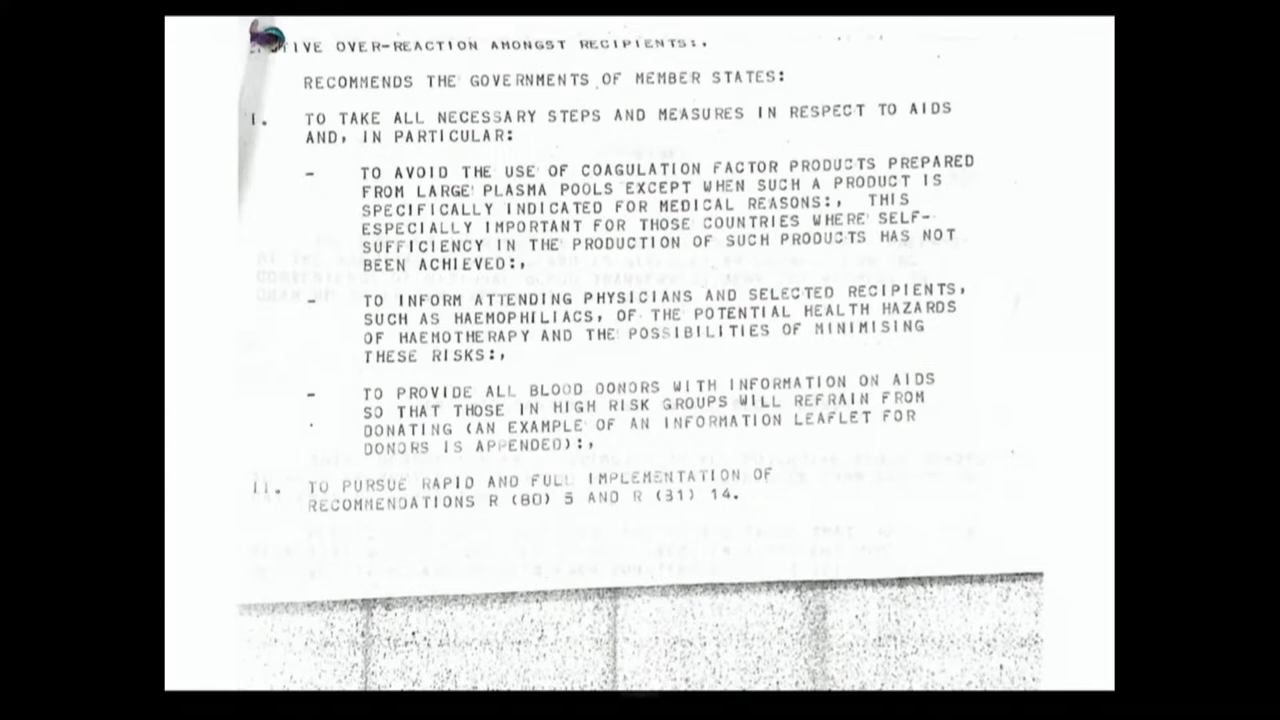 OVER-REACTION AMONGST RECIPIENTS:,
RECOMMENDS THE GOVERNMENTS OF MEMBER STATES:
I. TO TAKE ALL NECESSARY STEPS AND MEASURES IN RESPECT TO AIDS
AND, IN PARTICULAR:
- TO AVOID THE USE OF COAGULATION FACTOR PRODUCTS PREPARED
FROM LARGE PLASMA POOLS EXCEPT WHEN SUCH A PRODUCT IS
SPECIFICALLY INDICATED FOR MEDICAL REASONS:, THIS
ESPECIALLY IMPORTANT FOR THOSE COUNTRIES WHERE SELF-
SUFFICIENCY IN THE PRODUCTION OF SUCH PRODUCTS HAS NOT
BEEN ACHIEVED:,
- TO INFORM ATTENDING PHYSICIANS AND SELECTED RECIPIENTS,
SUCH AS HAEMOPHILIACS, OF THE POTENTIAL HEALTH HAZARDS
OF HAEMOTHERAPY AND THE POSSIBILITIES OF MINIMISING
THESE RISKS:,
- TO PROVIDE ALL BLOOD DONORS WITH INFORMATION ON AIDS
SO THAT THOSE IN HIGH RISK GROUPS WILL REFRAIN FROM
DONATING (AN EXAMPLE OF AN INFORMATION LEAFLET FOR
DONORS IS APPENDED):,
II. TO PURSUE RAPID AND FULL IMPLEMENTATION OF
RECOMMENDATIONS R (80) 5 AND R (81) 14.